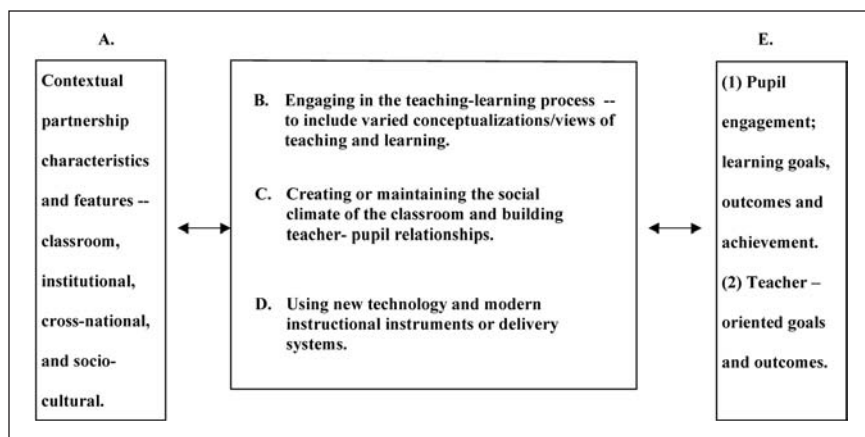 A.
Contextual
partnership
characteristics
and features --
classroom,
institutional,
cross-national,
and socio-
cultural.
B. Engaging in the teaching-learning process --
to include varied conceptualizations/views of
teaching and learning.
C. Creating or maintaining the social
climate of the classroom and building
teacher- pupil relationships.
D. Using new technology and modern
instructional instruments or delivery
systems.
E.
(1) Pupil
engagement;
learning goals,
outcomes and
achievement.
(2) Teacher –
oriented goals
and outcomes.